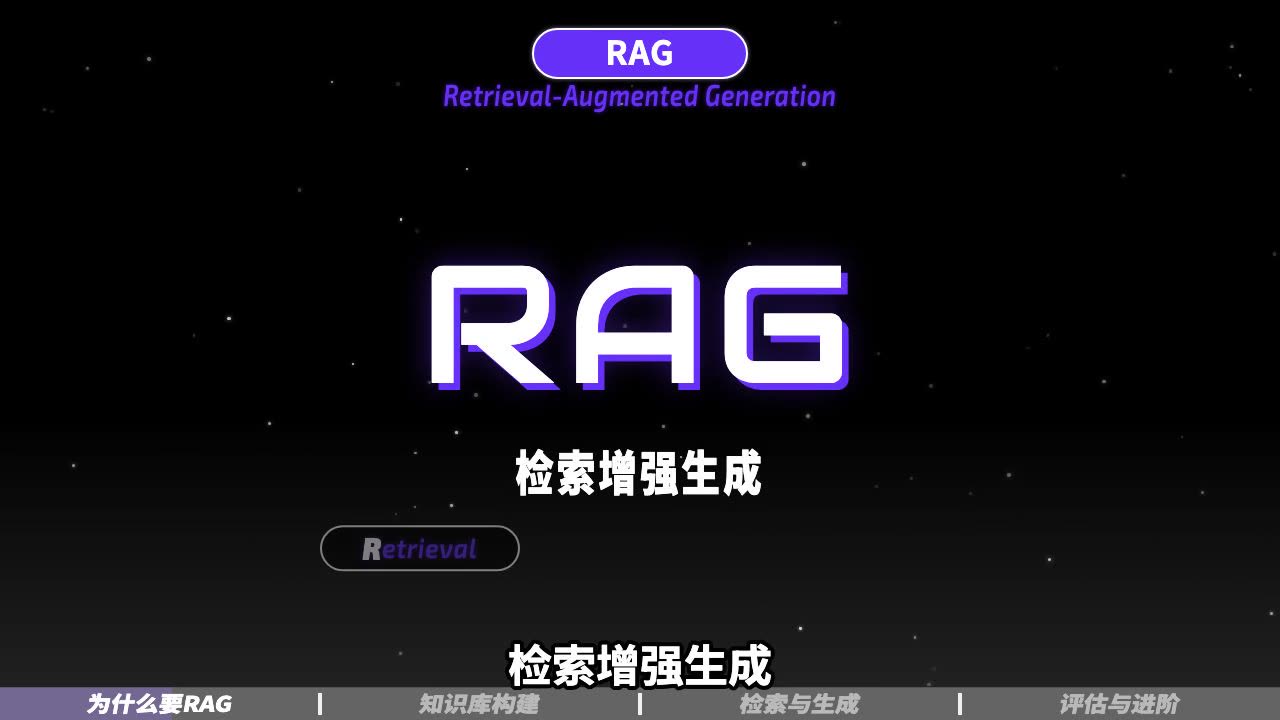 RAG
Retrieval-Augmented Generation
RAG
检索增强生成
Retrieval
检索增强生成
为什么要RAG
知识库构建
检索与生成
评估与进阶